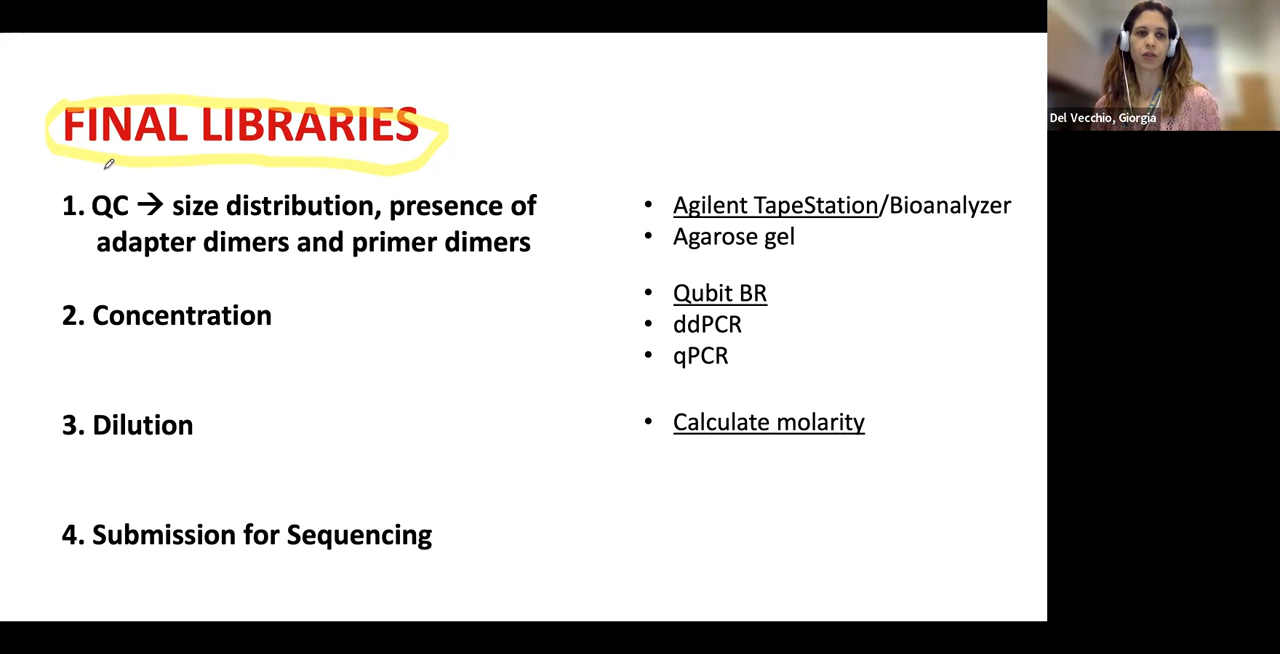 FINAL LIBRARIES
1. QC → size distribution, presence of
adapter dimers and primer dimers
• Agilent TapeStation/Bioanalyzer
• Agarose gel
2. Concentration
• Qubit BR
• ddPCR
• qPCR
3. Dilution
• Calculate molarity
4. Submission for Sequencing
Del Vecchio, Giorgia